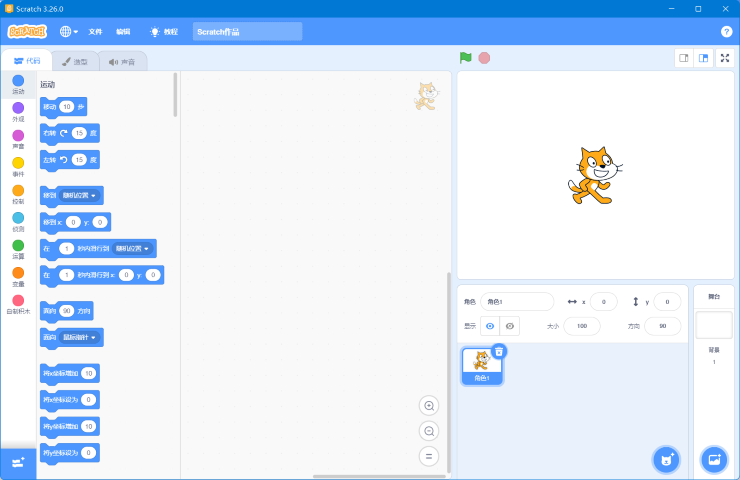 Scratch 3.26.0
SCRATCH 文件 编辑 教程 Scratch作品 ?
代码 造型 声音
运动
外观
声音
事件
控制
侦测
运算
变量
自制积木
运动
移动 10 步
右转 15 度
左转 15 度
移到 随机位置
移到 x: 0 y: 0
在 1 秒内滑行到 随机位置
在 1 秒内滑行到 x: 0 y: 0
面向 90 方向
面向 鼠标指针
将x坐标增加 10
将x坐标设为 0
将y坐标增加 10
将y坐标设为 0
角色 角色1 x 0 y 0
显示 大小 100 方向 90
角色1
舞台
背景
1